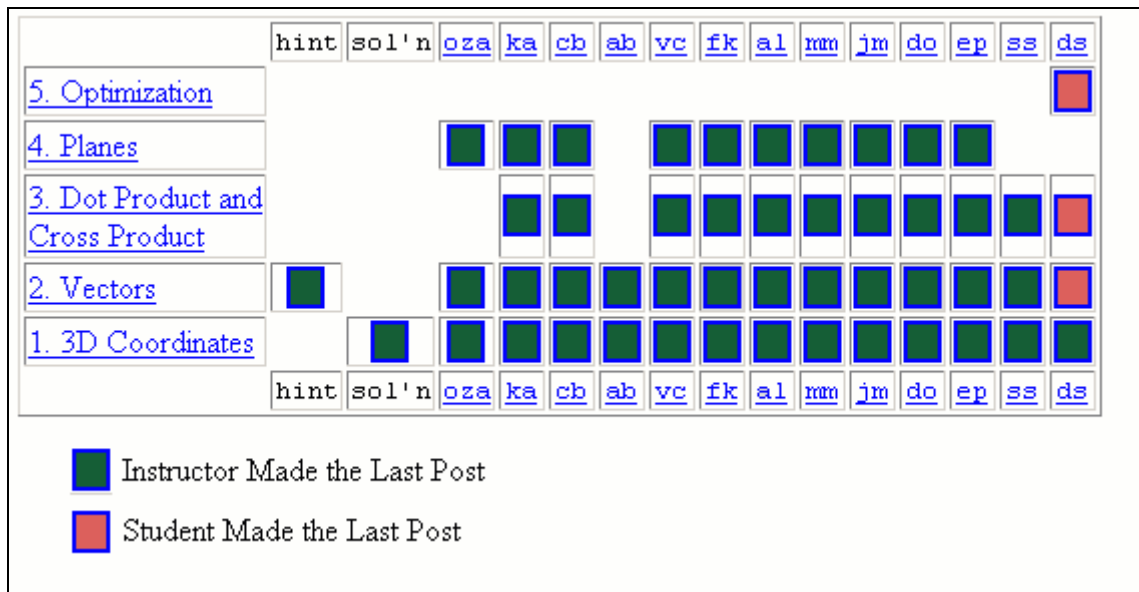 hint sol'n oza ka cb ab vc fk al mm jm do ep ss ds
5. Optimization
4. Planes
3. Dot Product and
Cross Product
2. Vectors
1. 3D Coordinates
hint sol'n oza ka cb ab vc fk al mm jm do ep ss ds
Instructor Made the Last Post
Student Made the Last Post